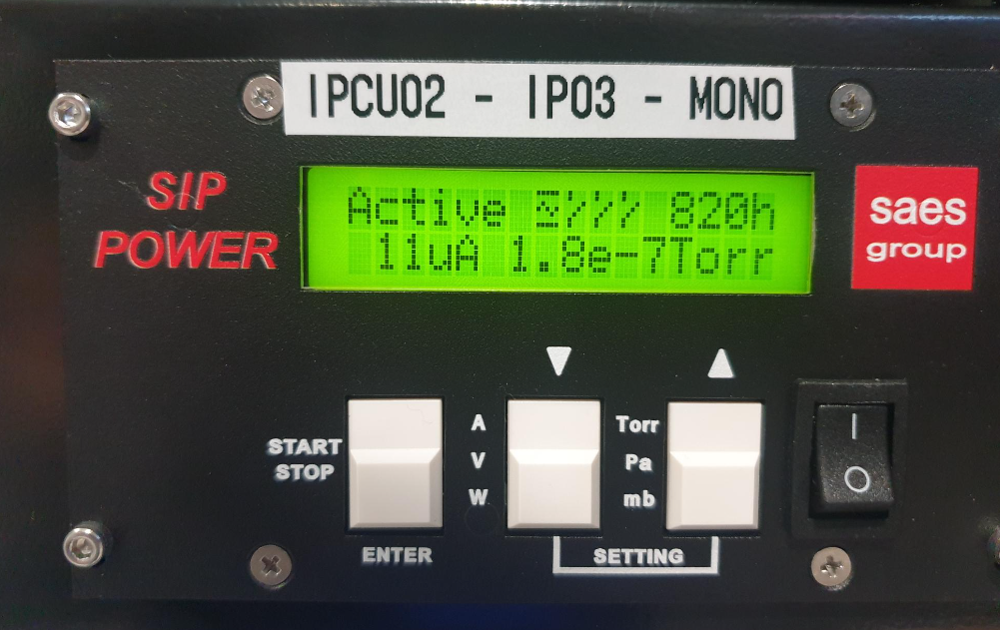 IPCU02 - IP03 - MONO
SIP
POWER
Active 820h
11uA 1.8e-7Torr
saes
group
START
STOP
ENTER
A
V
W
Torr
Pa
mb
SETTING
I
O